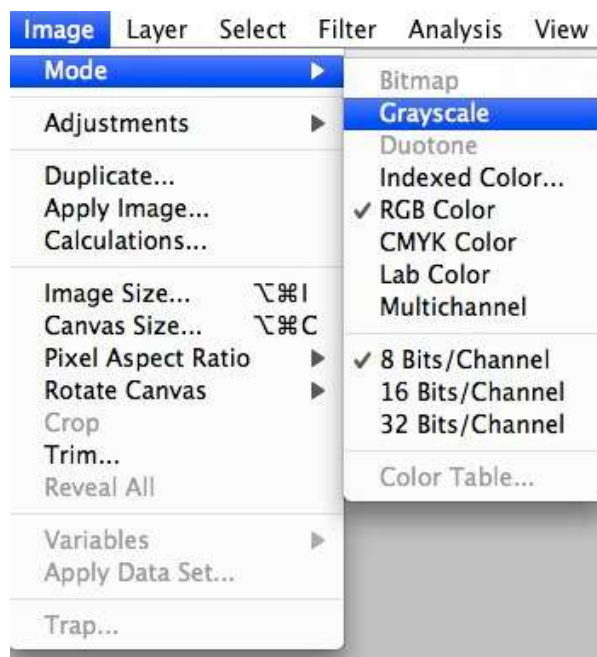 Image Layer Select Filter Analysis View
Mode
Adjustments
Duplicate...
Apply Image...
Calculations...
Image Size... ⌥⌘I
Canvas Size... ⌥⌘C
Pixel Aspect Ratio
Rotate Canvas
Crop
Trim...
Reveal All
Variables
Apply Data Set...
Trap...
Bitmap
Grayscale
Duotone
Indexed Color...
RGB Color
CMYK Color
Lab Color
Multichannel
8 Bits/Channel
16 Bits/Channel
32 Bits/Channel
Color Table...